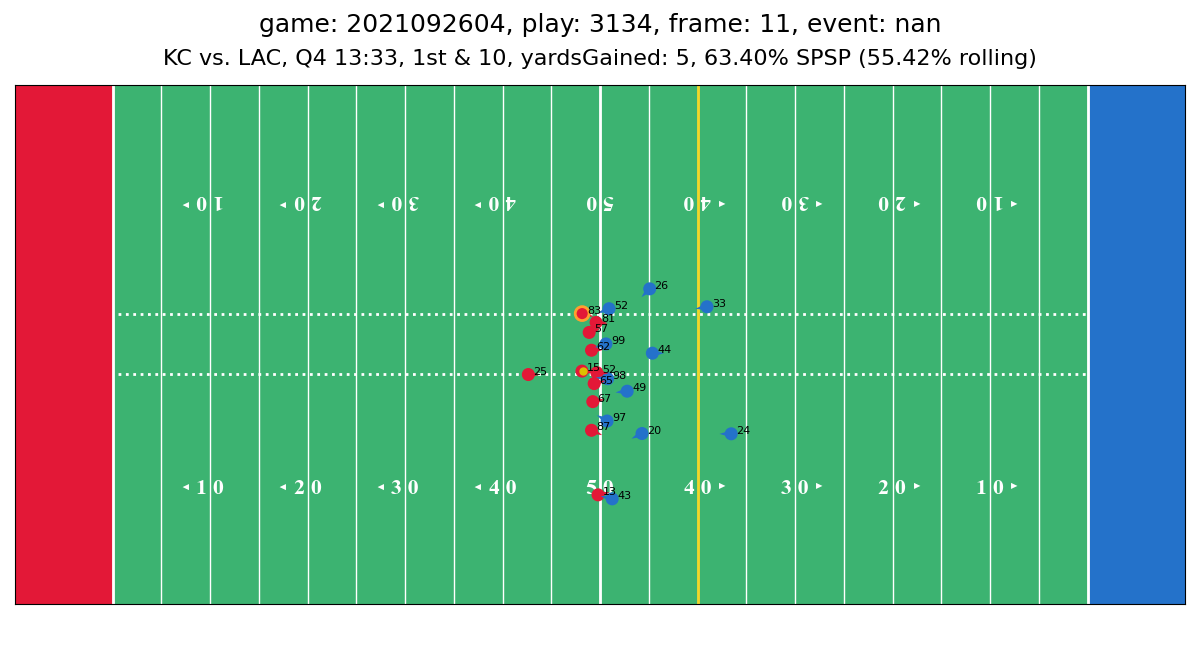 game: 2021092604, play: 3134, frame: 11, event: nan
KC vs. LAC, Q4 13:33, 1st & 10, yardsGained: 5, 63.40% SPSP (55.42% rolling)
10 20 30 40 50 40 30 20 10
26
33
83 52
81
57
62 99
44
25 15 52 98
65
49
67
97
87 20 24
13 43
10 20 30 40 50 40 30 20 10